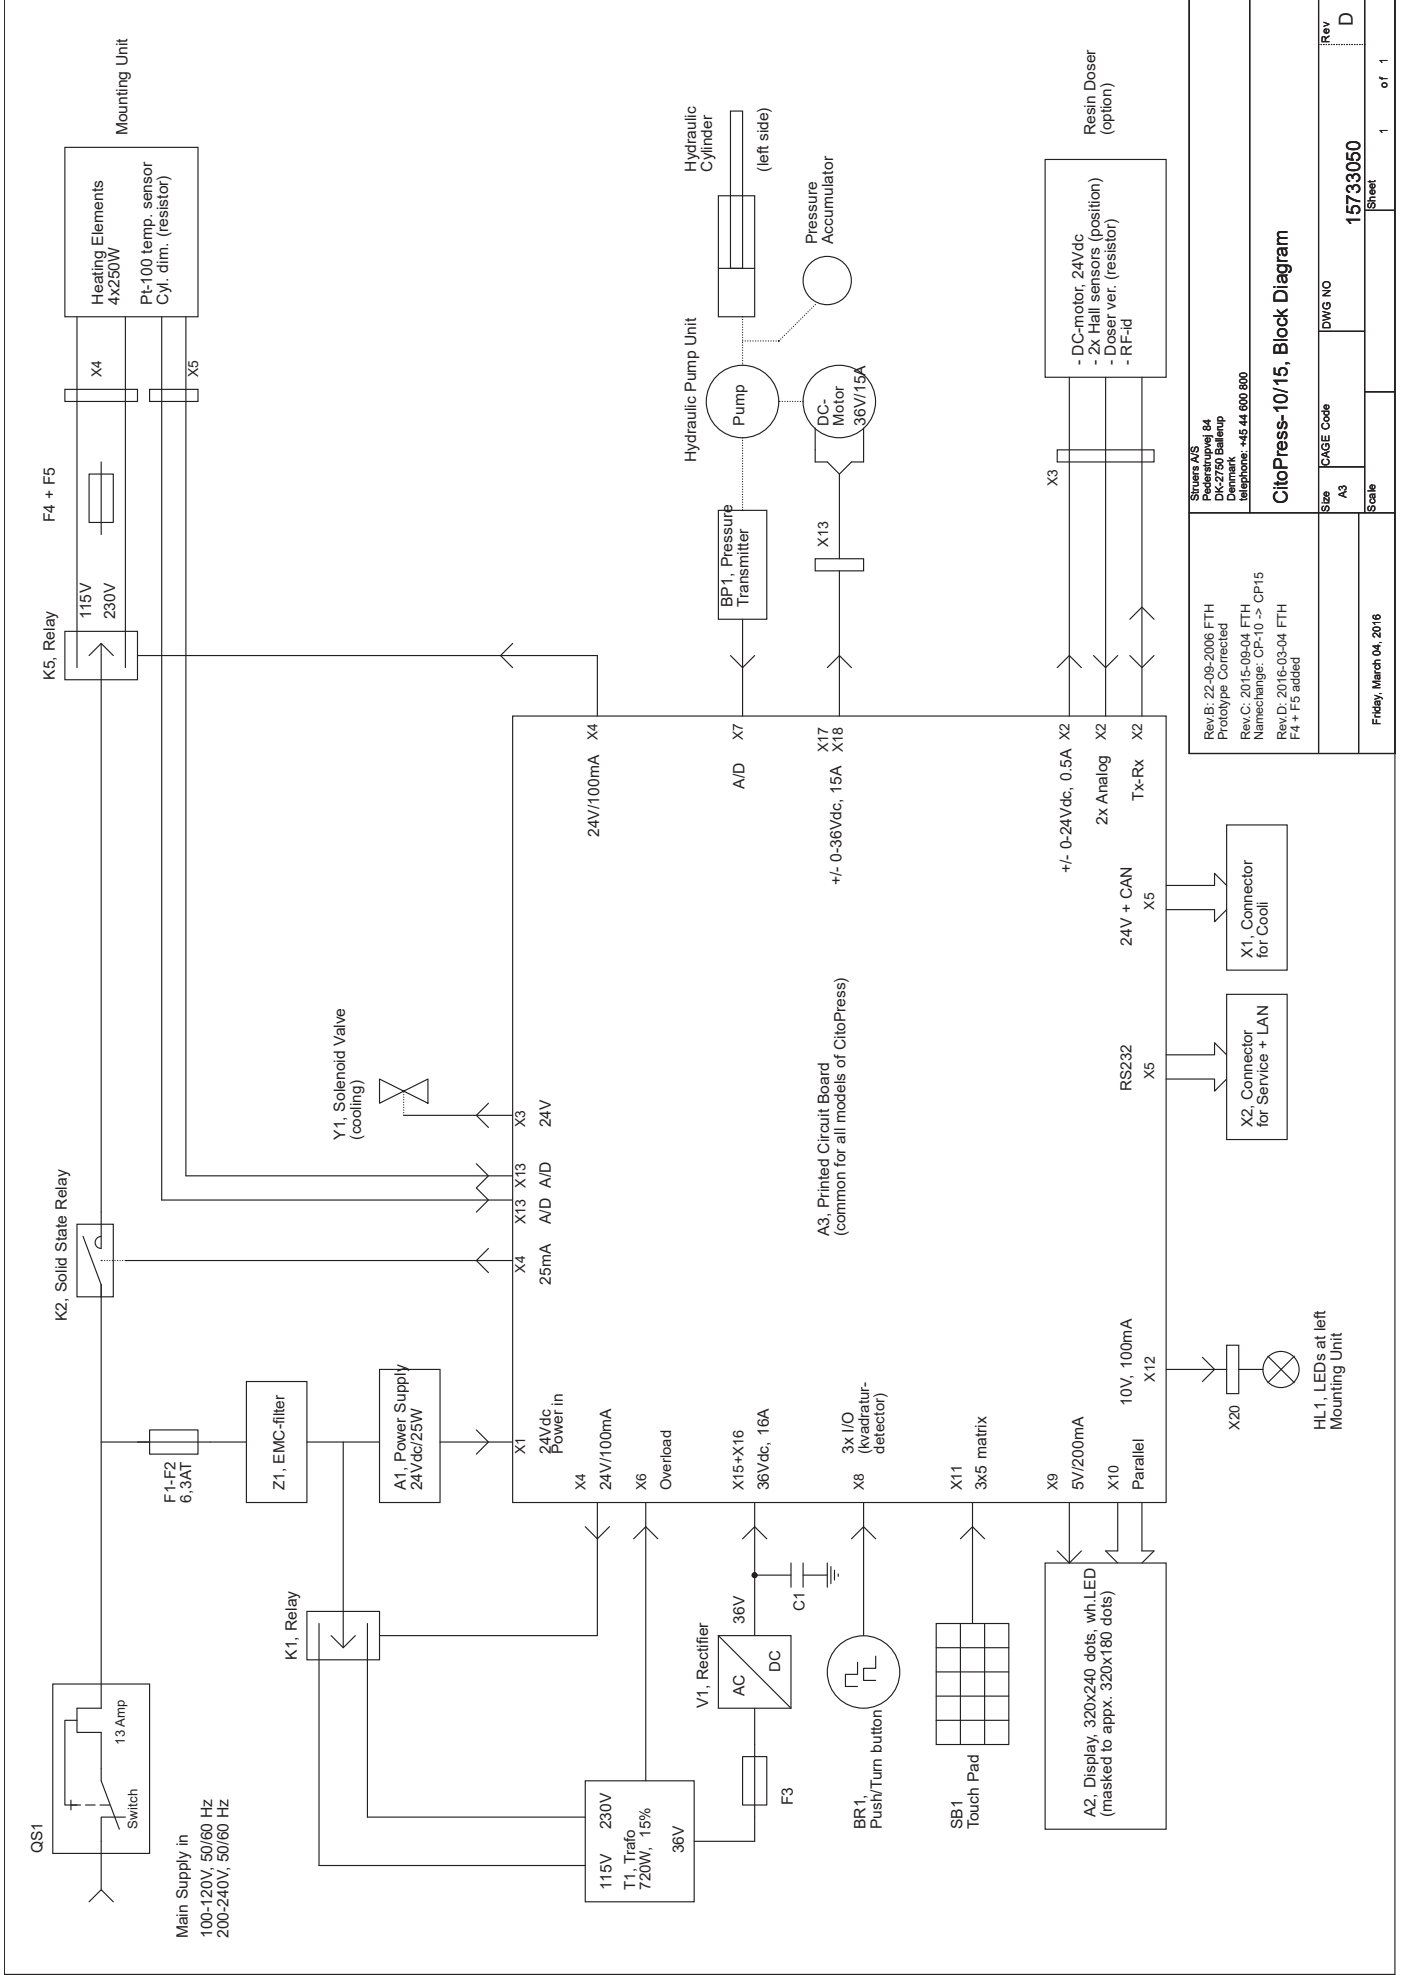 QS1
Switch
13 Amp
Main Supply in
100-120V, 50/60 Hz
200-240V, 50/60 Hz
K2, Solid State Relay
K5, Relay
115V
230V
F4 + F5
X4
X5
Heating Elements
4x250W
Pt-100 temp. sensor
Cyl. dim. (resistor)
Mounting Unit
F1-F2
6,3AT
Z1, EMC-filter
A1, Power Supply
24Vdc/25W
K1, Relay
Y1, Solenoid Valve
(cooling)
X1
24Vdc
Power in
X4
25mA
X13
A/D
X13
A/D
X3
24V
X4
24V/100mA
X4
24V/100mA
X6
Overload
115V
230V
T1, Trafo
720W, 15%
36V
F3
V1, Rectifier
AC
DC
36V
C1
X15+X16
36Vdc, 16A
BR1,
Push/Turn button
X8
3x I/O
(kvadratur-
detector)
SB1
Touch Pad
X11
3x5 matrix
A2, Display, 320x240 dots, wh.LED
(masked to appx. 320x180 dots)
X9
5V/200mA
X10
Parallel
A3, Printed Circuit Board
(common for all models of CitoPress)
X7
A/D
BP1, Pressure
Transmitter
Hydraulic Pump Unit
Pump
Hydraulic
Cylinder
(left side)
Pressure
Accumulator
DC-
Motor
36V/15A
X13
X17
X18
+/- 0-36Vdc, 15A
+/- 0-24Vdc, 0.5A
X2
2x Analog
X2
Tx-Rx
X2
X3
- DC-motor, 24Vdc
- 2x Hall sensors (position)
- Doser ver. (resistor)
- RF-id
Resin Doser
(option)
10V, 100mA
X12
X20
HL1, LEDs at left
Mounting Unit
RS232
X5
X2, Connector
for Service + LAN
24V + CAN
X5
X1, Connector
for Cooli
Rev.B: 22-09-2006 FTH
Prototype Corrected
Rev.C: 2015-09-04 FTH
Namechange: CP-10 -> CP15
Rev.D: 2016-03-04 FTH
F4 + F5 added
Friday, March 04, 2016
Struers A/S
Pederstrupvej 84
DK-2750 Ballerup
Denmark
telephone: +45 44 600 800
CitoPress-10/15, Block Diagram
Size
A3
CAGE Code
DWG NO
15733050
Rev
D
Scale
Sheet
1 of 1